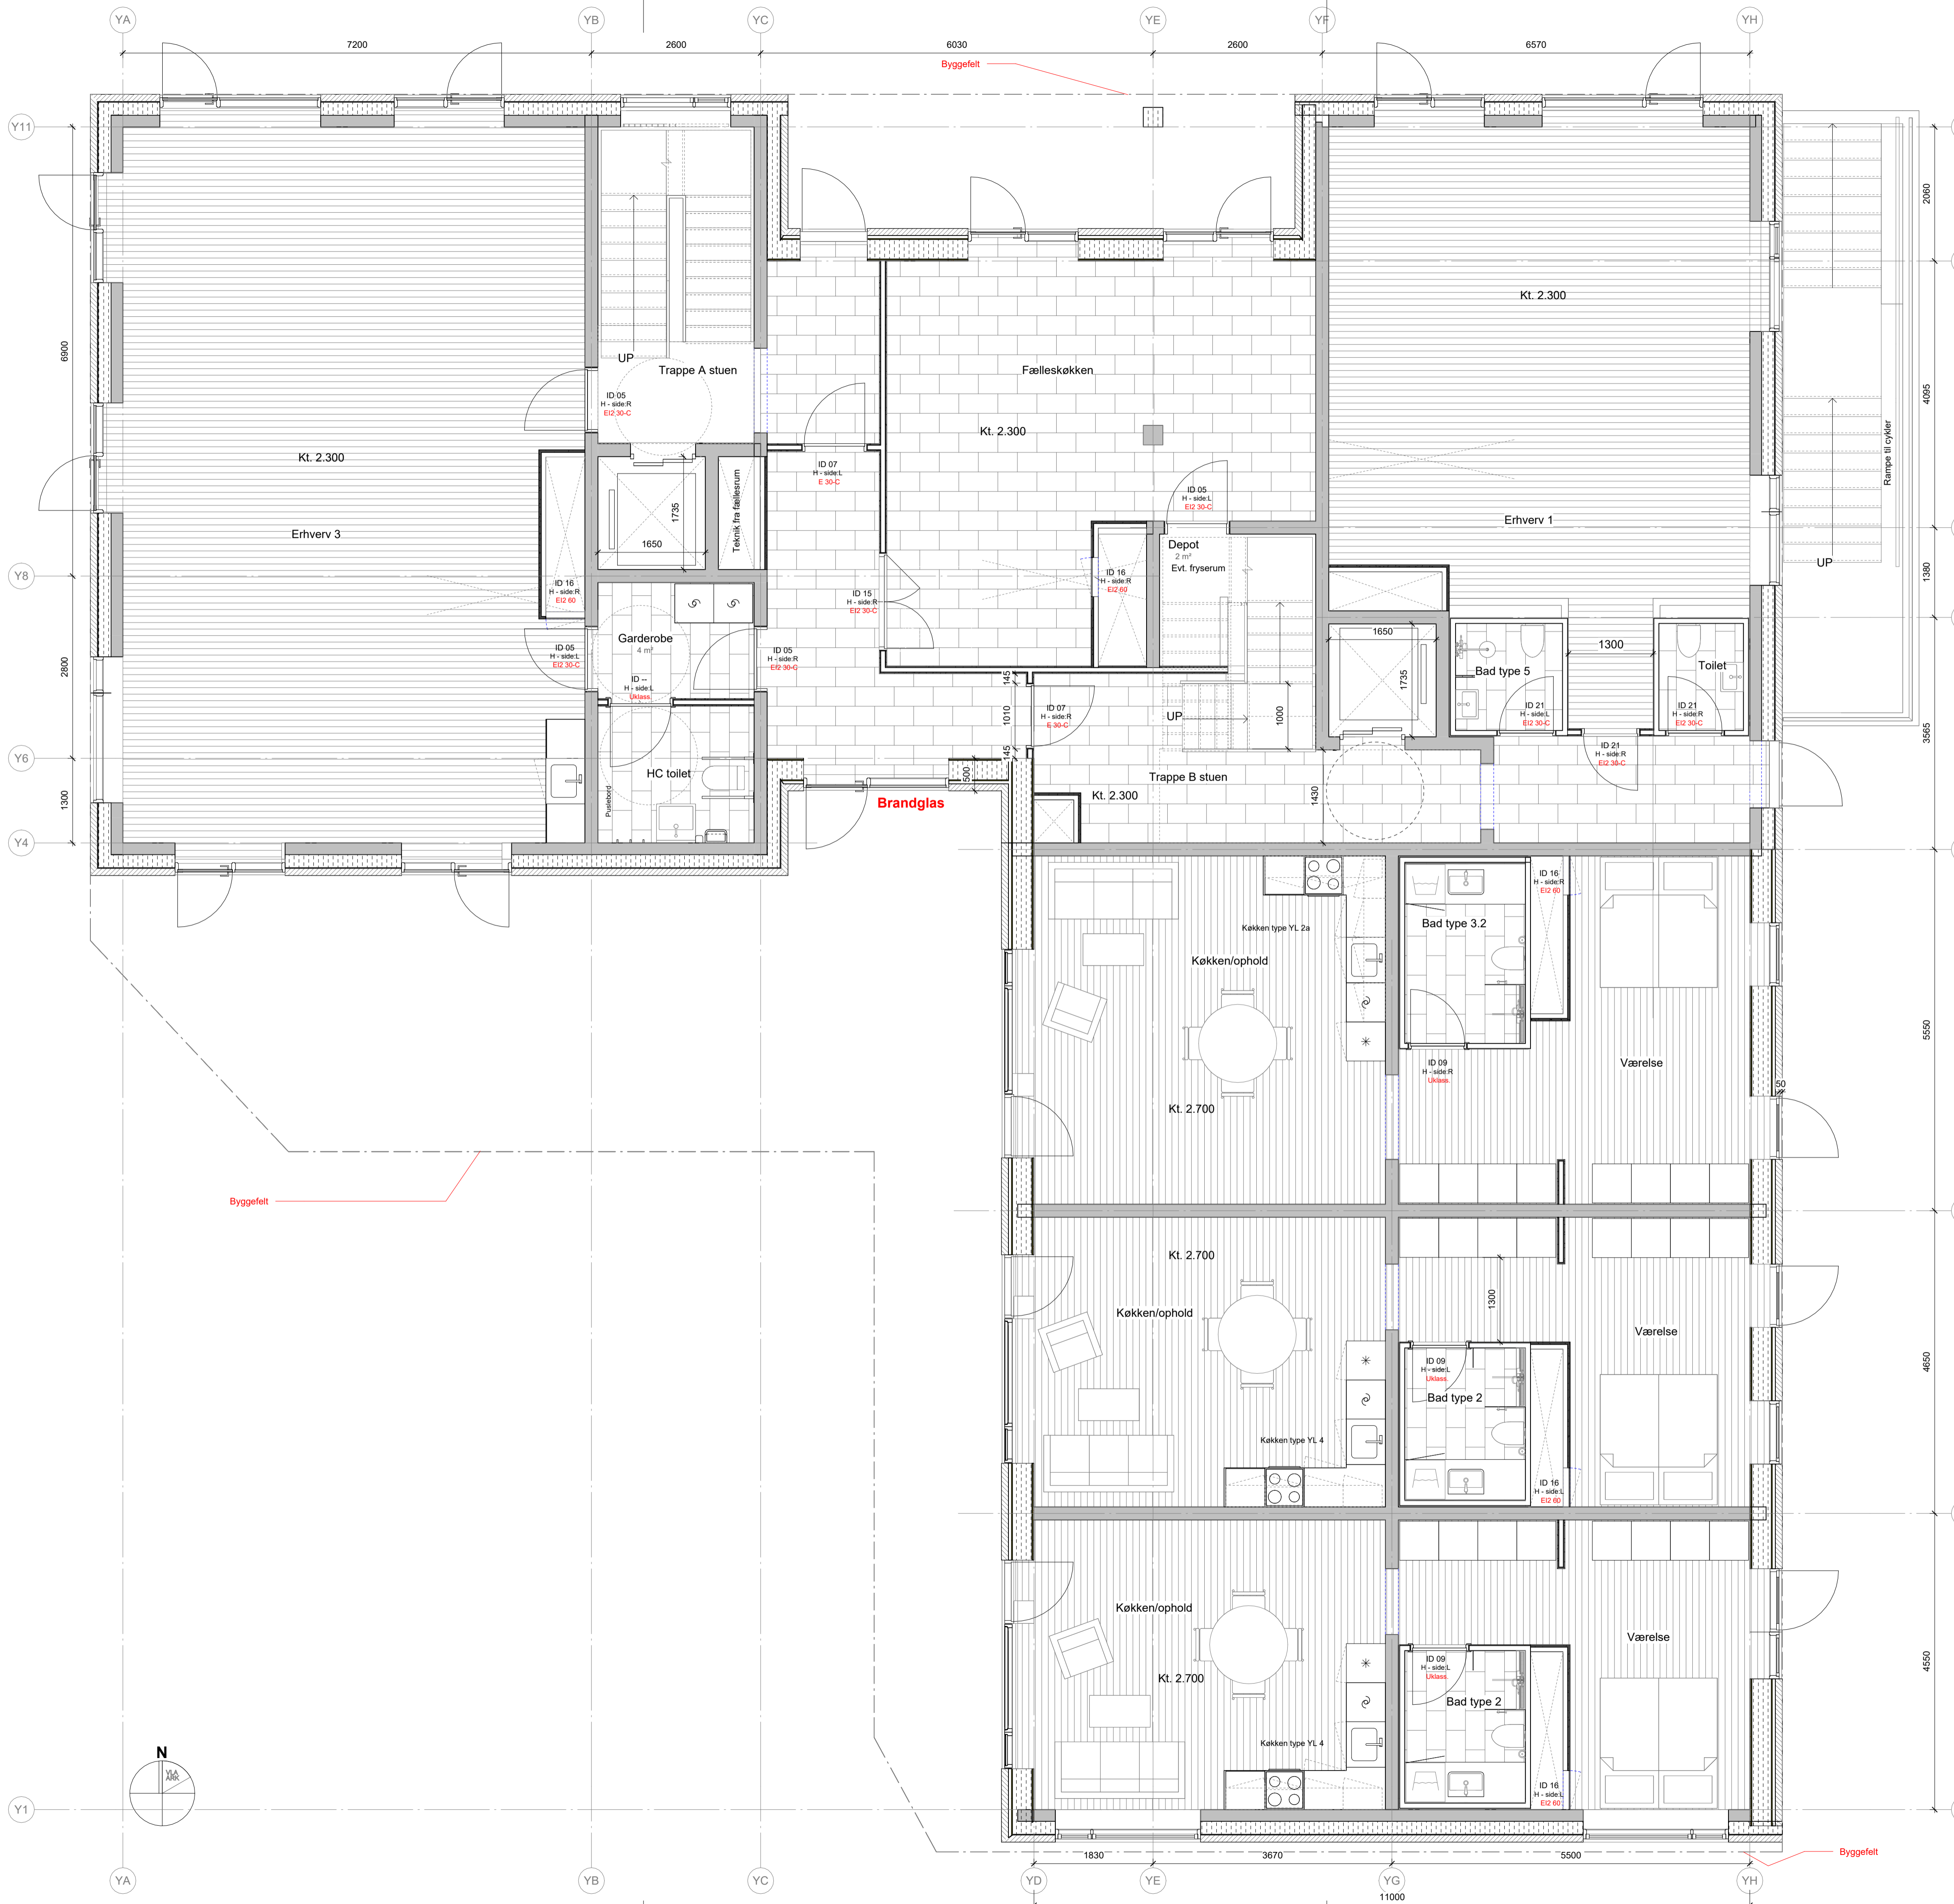 YA
YB
YC
YE
YF
YH
7200
2600
6030
2600
6570
Byggefelt
Y11
2060
Kt. 2.300
6900
UP
Trappe A stuen
Fælleskøkken
ID 05
H - side:R
EI2 30-C
4095
Rampe til cykler
Kt. 2.300
Kt. 2.300
ID 07
H - side:L
E 30-C
ID 05
H - side:L
EI2 30-C
1735
Teknik fra fællesrum
Erhverv 3
1650
Erhverv 1
Depot
2 m²
Evt. fryserum
UP
Y8
ID 16
H - side:R
EI2 60
ID 15
H - side:R
EI2 30-C
ID 16
H - side:R
EI2 60
1380
Garderobe
4 m²
1650
1300
ID 05
H - side:L
EI2 30-C
ID 05
H - side:R
EI2 30-C
2800
ID --
H - side:L
Uklass.
145
1735
Bad type 5
Toilet
1010
ID 07
H - side:R
E 30-C
UP
1000
ID 21
H - side:L
EI2 30-C
ID 21
H - side:R
EI2 30-C
3565
Y6
145
ID 21
H - side:R
EI2 30-C
HC toilet
500
Trappe B stuen
1300
Puslebord
Brandglas
Kt. 2.300
1430
Y4
ID 16
H - side:R
EI2 60
Køkken type YL 2a
Bad type 3.2
Køkken/ophold
5550
ID 09
H - side:R
Uklass.
Værelse
50
Kt. 2.700
Byggefelt
Kt. 2.700
1300
Køkken/ophold
Værelse
4650
ID 09
H - side:L
Uklass.
Bad type 2
Køkken type YL 4
ID 16
H - side:L
EI2 60
Køkken/ophold
Værelse
4550
ID 09
H - side:L
Uklass.
Kt. 2.700
Bad type 2
Køkken type YL 4
N
VLA
ARK
ID 16
H - side:L
EI2 60
Y1
Byggefelt
1830
3670
5500
YA
YB
YC
YD
YE
YG
YH
11000